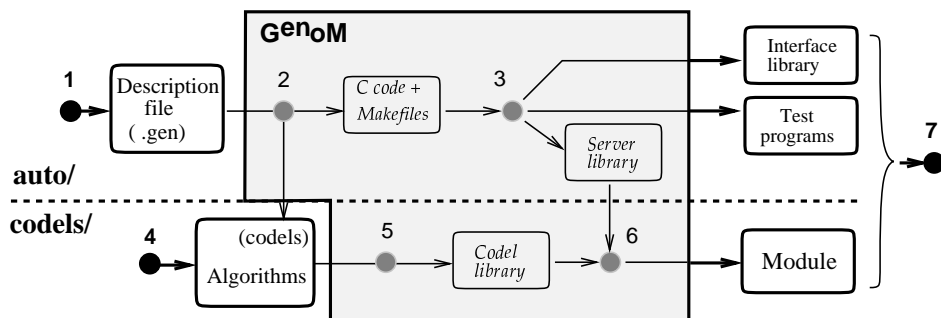 GenoM
1
Description
file
( .gen)
2
C code +
Makefiles
3
Interface
library
Test
programs
Server
library
7
auto/
codels/
4
(codels)
Algorithms
5
Codel
library
6
Module